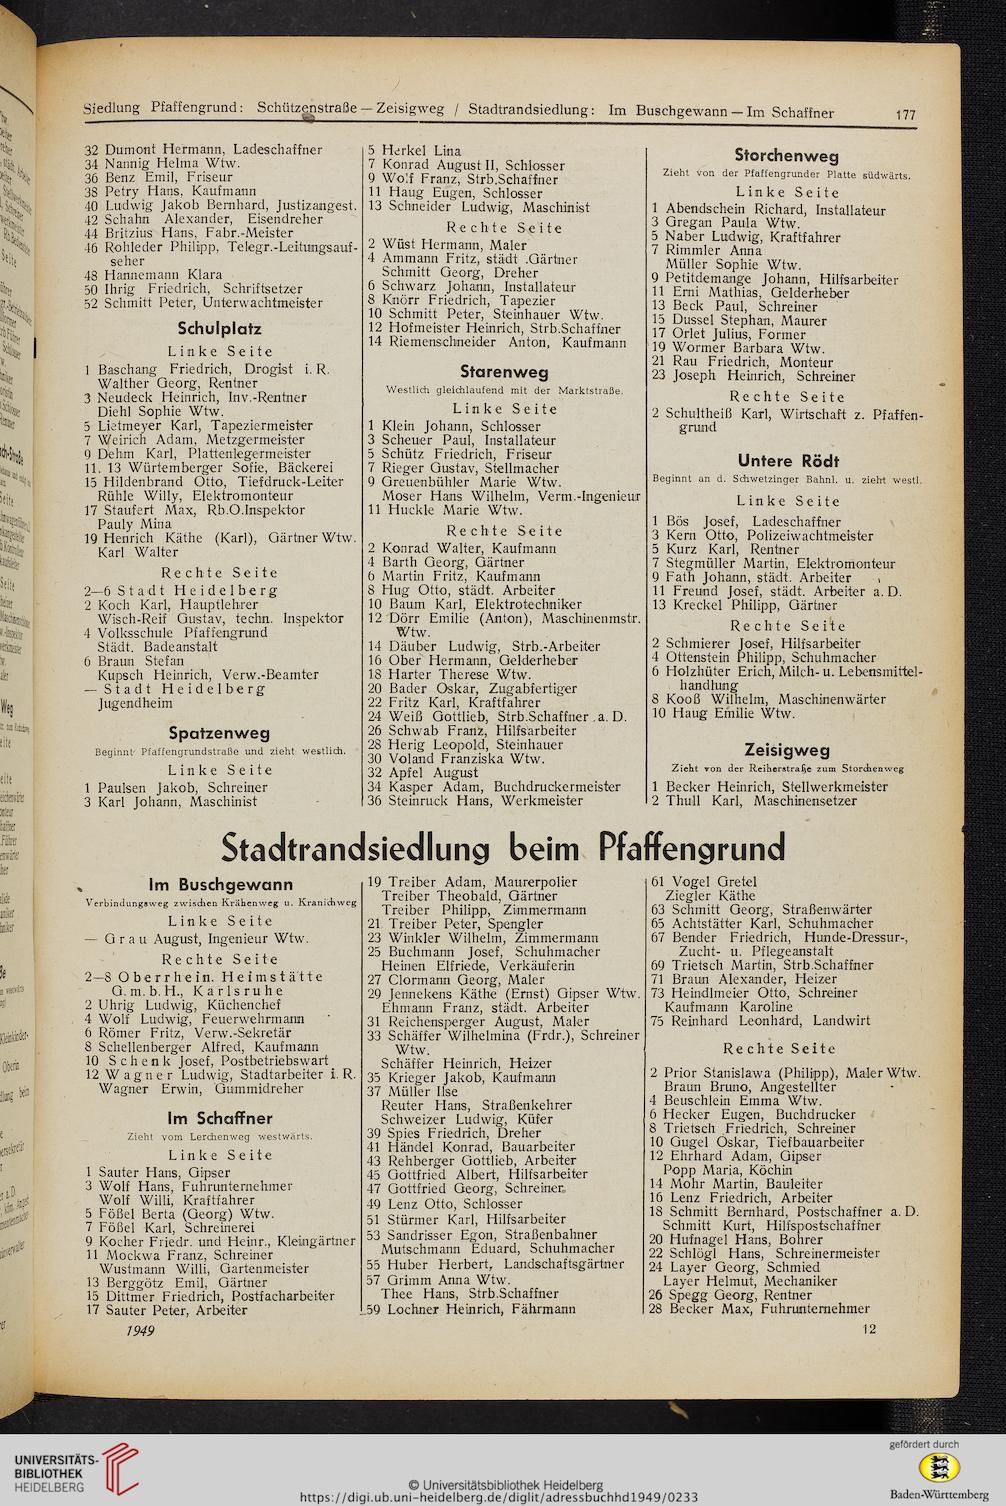 Siedlung Pfaffengrund: Schützenstraße — Zeisigweg / Stadtrandsiedlung: Im Buschgewann — Im Schaffner 177
32 Dumont Hermann, Ladeschaffner
34 Nannig Helma Wtw.
36 Benz Emil, Friseur
38 Petry Hans, Kaufmann
40 Ludwig Jakob Bernhard, Justizangest.
42 Schahn Alexander, Eisendreher
44 Britzius Hans, Fabr.-Meister
46 Rohleder Philipp, Telegr.-Leitungsauf-
seher
48 Hannemann Klara
50 Ihrig Friedrich, Schriftsetzer
52 Schmitt Peter, Unterwachtmeister
Schulplatz
Linke Seite
1 Baschang Friedrich, Drogist i. R.
Walther Georg, Rentner
3 Neudeck Heinrich, Inv.-Rentner
Diehl Sophie Wtw.
5 Lietmeyer Karl, Tapeziermeister
7 Weirich Adam, Metzgermeister
9 Dehm Karl, Plattenlegermeister
11. 13 Würtemberger Sofie, Bäckerei
15 Hildenbrand Otto, Tiefdruck-Leiter
Rühle Willy, Elektromonteur
17 Staufert Max, Rb.O.Inspektor
Pauly Mina
19 Henrich Käthe (Karl), Gärtner Wtw.
Karl Walter
Rechte Seite
2—6 Stadt Heidelberg
2 Koch Karl, Hauptlehrer
Wisch-Reif Gustav, techn. Inspektor
4 Volksschule Pfaffengrund
Städt. Badeanstalt
6 Braun Stefan
Kupsch Heinrich, Verw.-Beamter
— Stadt Heidelberg
Jugendheim
Spatzenweg
Beginnt Pfaffengrundstraße und zieht westlich.
Linke Seite
1 Paulsen Jakob, Schreiner
3 Karl Johann, Maschinist
5 Herkel Lina
7 Konrad August II, Schlosser
9 Wolf Franz, Strb.Schaffner
11 Haug Eugen, Schlosser
13 Schneider Ludwig, Maschinist
Rechte Seite
2 Wüst Hermann, Maler
4 Ammann Fritz, städt .Gärtner
Schmitt Georg, Dreher
6 Schwarz Johann, Installateur
8 Knörr Friedrich, Tapezier
10 Schmitt Peter, Steinhauer Wtw.
12 Hofmeister Heinrich, Strb.Schaffner
14 Riemenschneider Anton, Kaufmann
Starenweg
Westlich gleichlaufend mit der Marktstraße.
Linke Seite
1 Klein Johann, Schlosser
3 Scheuer Paul, Installateur
5 Schütz Friedrich, Friseur
7 Rieger Gustav, Stellmacher
9 Greuenbühler Marie Wtw.
Moser Hans Wilhelm, Verm.-Ingenieur
11 Huckle Marie Wtw.
Rechte Seite
2 Konrad Walter, Kaufmann
4 Barth Georg, Gärtner
6 Martin Fritz, Kaufmann
8 Hug Otto, städt. Arbeiter
10 Baum Karl, Elektrotechniker
12 Dörr Emilie (Anton), Maschinenmstr.
Wtw.
14 Däuber Ludwig, Strb.-Arbeiter
16 Ober Hermann, Gelderheber
18 Harter Therese Wtw.
20 Bader Oskar, Zugabfertiger
22 Fritz Karl, Kraftfahrer
24 Weiß Gottlieb, Strb.Schaffner .a. D.
26 Schwab Franz, Hilfsarbeiter
28 Herig Leopold, Steinhauer
30 Voland Franziska Wtw.
32 Apfel August
34 Kasper Adam, Buchdruckermeister
36 Steinruck Hans, Werkmeister
Storchenweg
Zieht von der Pfaffengrunder Platte südwärts.
Linke Seite
1 Abendschein Richard, Installateur
3 Gregan Paula Wtw.
5 Naber Ludwig, Kraftfahrer
7 Rimmler Anna
Müller Sophie Wtw.
9 Petitdemange Johann, Hilfsarbeiter
11 Erni Mathias, Gelderheber
13 Beck Paul, Schreiner
15 Dussel Stephan, Maurer
17 Orlet Julius, Former
19 Wormer Barbara Wtw.
21 Rau Friedrich, Monteur
23 Joseph Heinrich, Schreiner
Rechte Seite
2 Schultheiß Karl, Wirtschaft z. Pfaffen-
grund
Untere Rödt
Beginnt an d. Schwetzinger Bahnl. u. zieht westl.
Linke Seite
1 Bös Josef, Ladeschaffner
3 Kern Otto, Polizeiwachtmeister
5 Kurz Karl, Rentner
7 Stegmüller Martin, Elektromonteur
9 Fath Johann, städt. Arbeiter
11 Freund Josef, städt. Arbeiter a. D.
13 Kreckel Philipp, Gärtner
Rechte Seite
2 Schmierer Josef, Hilfsarbeiter
4 Ottenstein Philipp, Schuhmacher
6 Holzhüter Erich, Milch- u. Lebensmittel-
handlung
8 Kooß Wilhelm, Maschinenwärter
10 Haug Emilie Wtw.
Zeisigweg
Zieht von der Reiherstraße zum Storchenweg
1 Becker Heinrich, Stellwerkmeister
2 Thull Karl, Maschinensetzer
Stadtrandsiedlung beim Pfaffengrund
Im Buschgewann
Verbindungsweg zwischen Krähenweg u. Kranichweg
Linke Seite
— Grau August, Ingenieur Wtw.
Rechte Seite
2—8 Oberrhein. Heimstätte
G.m.b.H., Karlsruhe
2 Uhrig Ludwig, Küchenchef
4 Wolf Ludwig, Feuerwehrmann
6 Römer Fritz, Verw.-Sekretär
8 Schellenberger Alfred, Kaufmann
10 Schenk Josef, Postbetriebswart
12 Wagner Ludwig, Stadtarbeiter i. R.
Wagner Erwin, Gummidreher
Im Schaffner
Zieht vom Lerchenweg westwärts.
Linke Seite
1 Sauter Hans, Gipser
3 Wolf Hans, Fuhrunternehmer
Wolf Willi, Kraftfahrer
5 Fößel Berta (Georg) Wtw.
7 Fößel Karl, Schreinerei
9 Kocher Friedr. und Heinr., Kleingärtner
11 Mockwa Franz, Schreiner
Wustmann Willi, Gartenmeister
13 Berggötz Emil, Gärtner
15 Dittmer Friedrich, Postfacharbeiter
17 Sauter Peter, Arbeiter
19 Treiber Adam, Maurerpolier
Treiber Theobald, Gärtner
Treiber Philipp, Zimmermann
21 Treiber Peter, Spengler
23 Winkler Wilhelm, Zimmermann
25 Buchmann Josef, Schuhmacher
Heinen Elfriede, Verkäuferin
27 Clormann Georg, Maler
29 Jennekens Käthe (Ernst) Gipser Wtw.
Ehmann Franz, städt. Arbeiter
31 Reichensperger August, Maler
33 Schäffer Wilhelmina (Frdr.), Schreiner
Wtw.
Schäffer Heinrich, Heizer
35 Krieger Jakob, Kaufmann
37 Müller Ilse
Reuter Hans, Straßenkehrer
Schweizer Ludwig, Küfer
39 Spies Friedrich, Dreher
41 Händel Konrad, Bauarbeiter
43 Rehberger Gottlieb, Arbeiter
45 Gottfried Albert, Hilfsarbeiter
47 Gottfried Georg, Schreiner
49 Lenz Otto, Schlosser
51 Stürmer Karl, Hilfsarbeiter
53 Sandrisser Egon, Straßenbahner
Mutschmann Eduard, Schuhmacher
55 Huber Herbert, Landschaftsgärtner
57 Grimm Anna Wtw.
Thee Hans, Strb.Schaffner
59 Lochner Heinrich, Fährmann
61 Vogel Gretel
Ziegler Käthe
63 Schmitt Georg, Straßenwärter
65 Achtstätter Karl, Schuhmacher
67 Bender Friedrich, Hunde-Dressur-,
Zucht- u. Pflegeanstalt
69 Trietsch Martin, Strb.Schaffner
71 Braun Alexander, Heizer
73 Heindlmeier Otto, Schreiner
Kaufmann Karoline
75 Reinhard Leonhard, Landwirt
Rechte Seite
2 Prior Stanislawa (Philipp), Maler Wtw.
Braun Bruno, Angestellter
4 Beuschlein Emma Wtw.
6 Hecker Eugen, Buchdrucker
8 Trietsch Friedrich, Schreiner
10 Gugel Oskar, Tiefbauarbeiter
12 Ehrhard Adam, Gipser
Popp Maria, Köchin
14 Mohr Martin, Bauleiter
16 Lenz Friedrich, Arbeiter
18 Schmitt Bernhard, Postschaffner a. D.
Schmitt Kurt, Hilfspostschaffner
20 Hufnagel Hans, Bohrer
22 Schlögl Hans, Schreinermeister
24 Layer Georg, Schmied
Layer Helmut, Mechaniker
26 Spegg Georg, Rentner
28 Becker Max, Fuhrunternehmer
1949 12
UNIVERSITÄTS-
BIBLIOTHEK
HEIDELBERG
© Universitätsbibliothek Heidelberg
https://digi.ub.uni-heidelberg.de/diglit/adressbuchhd1949/0233
gefördert durch
Baden-Württemberg